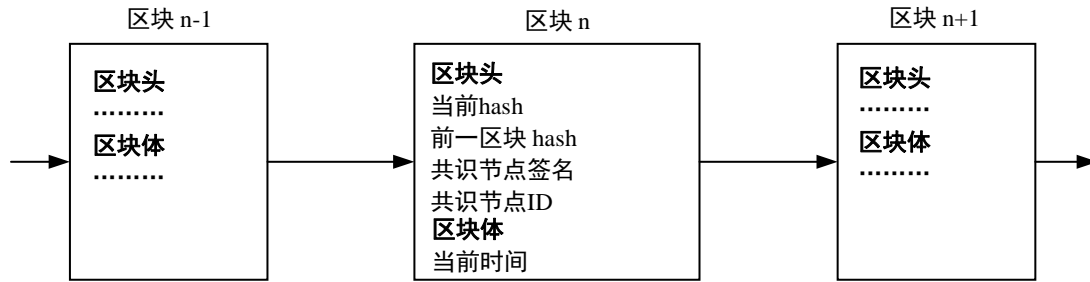 区块 n-1
区块头
………
区块体
………
区块 n
区块头
当前hash
前一区块 hash
共识节点签名
共识节点ID
区块体
当前时间
区块 n+1
区块头
………
区块体
………